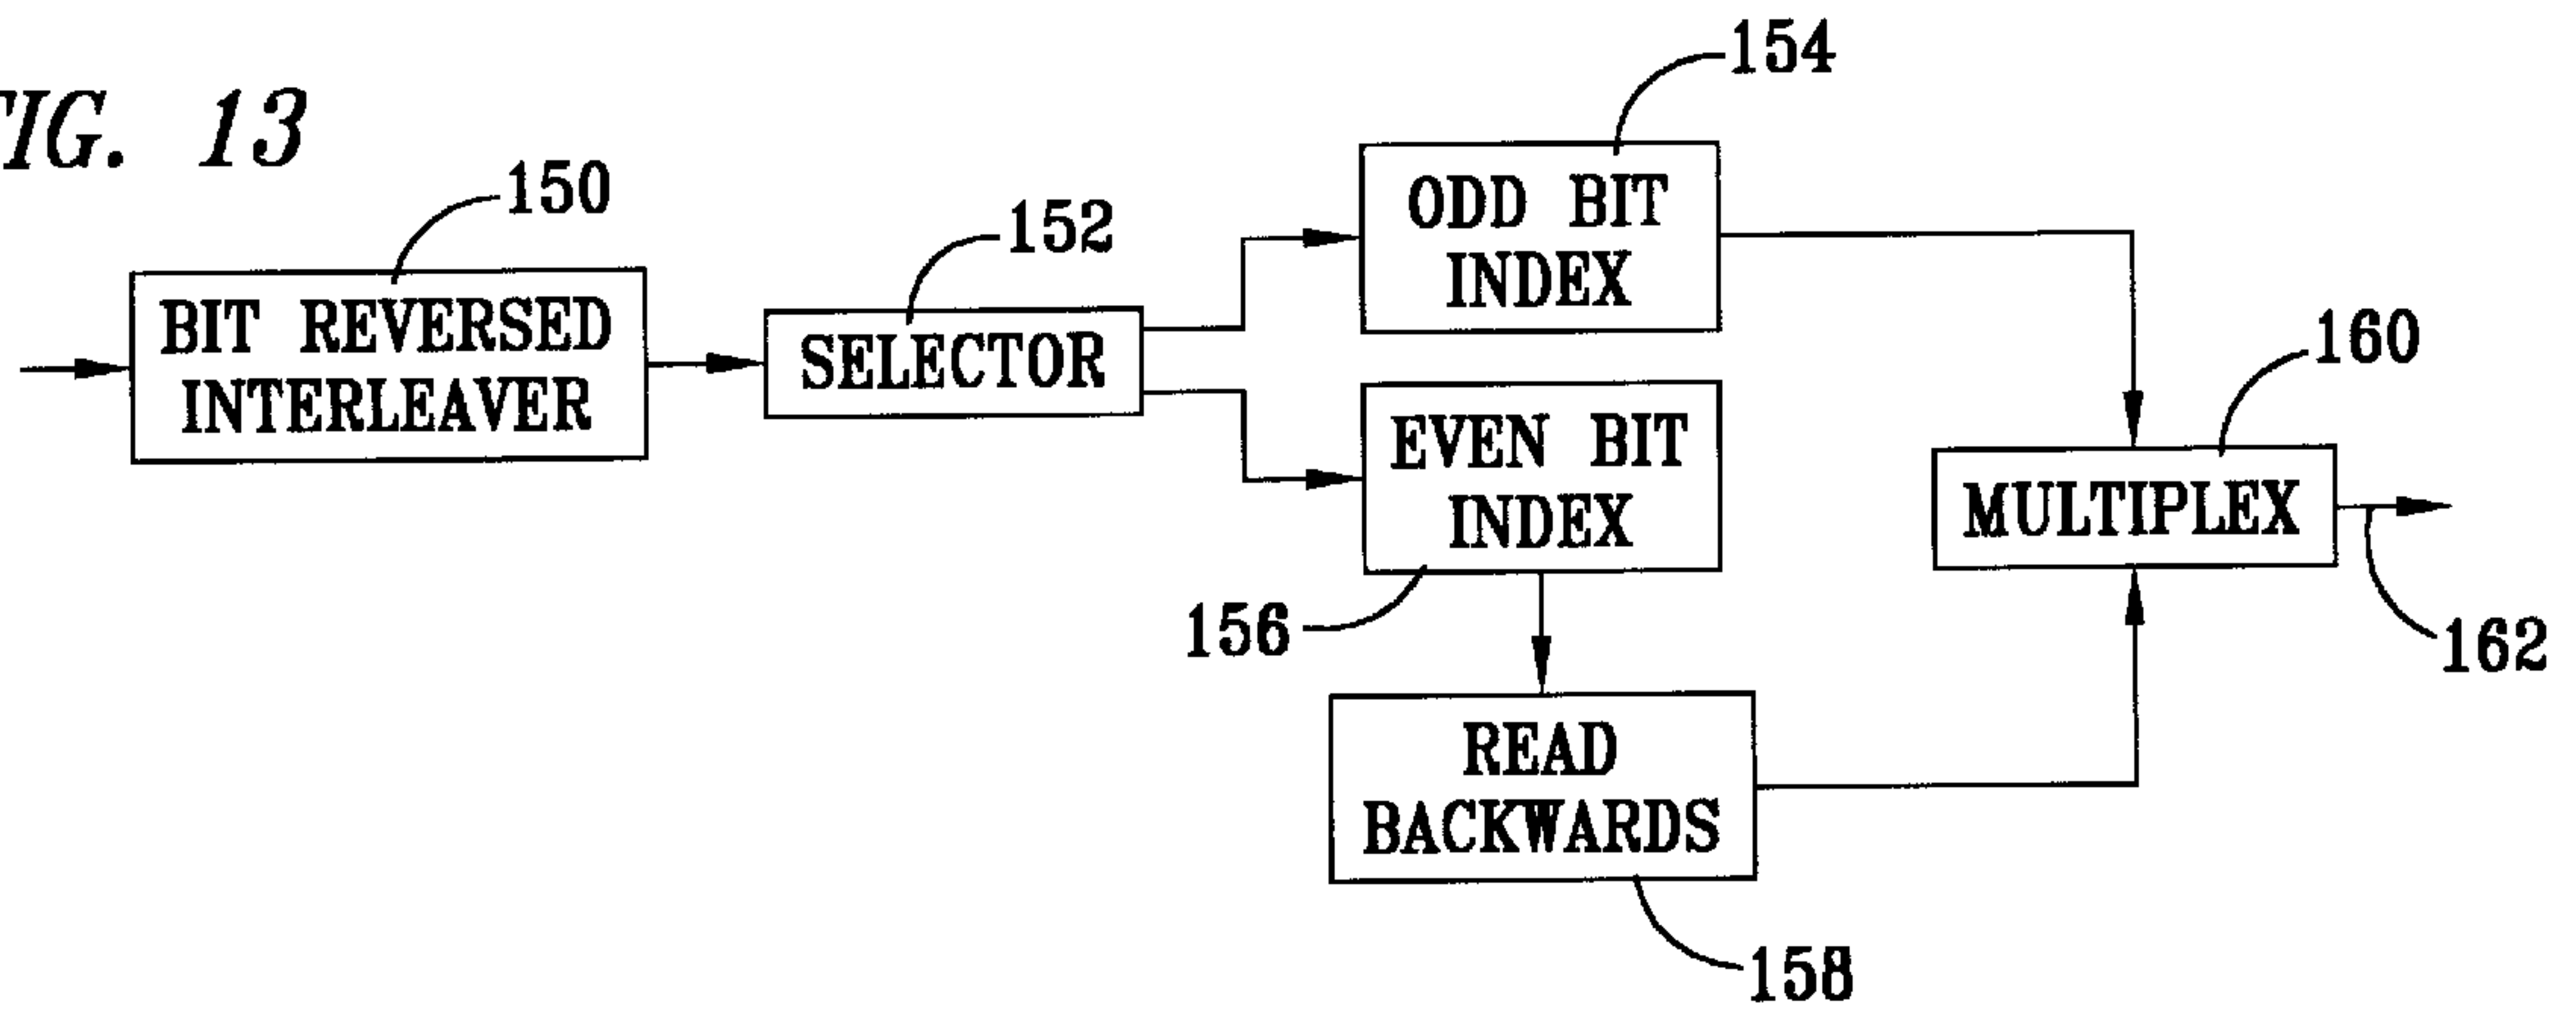 FIG. 13
150
BIT REVERSED
INTERLEAVER
152
SELECTOR
154
ODD BIT
INDEX
EVEN BIT
INDEX
156
READ
BACKWARDS
158
160
MULTIPLEX
162